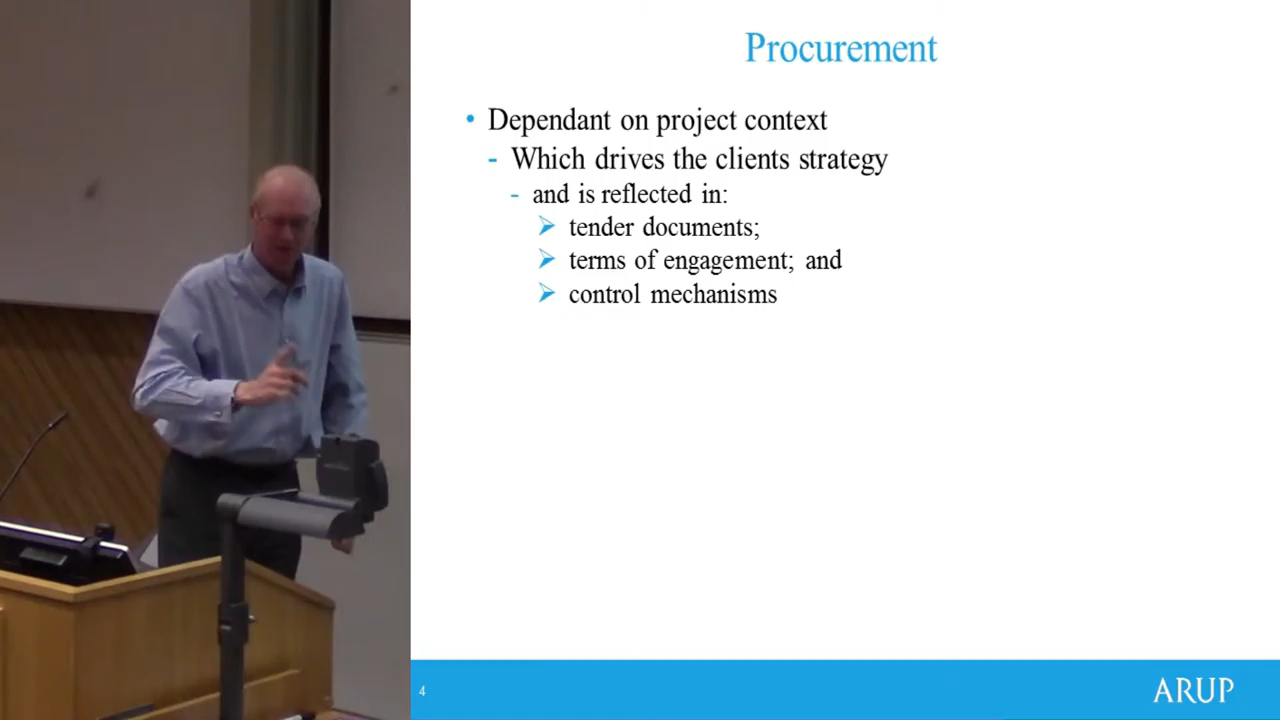 Procurement
• Dependant on project context
- Which drives the clients strategy
- and is reflected in:
➢ tender documents;
➢ terms of engagement; and
➢ control mechanisms
4
ARUP